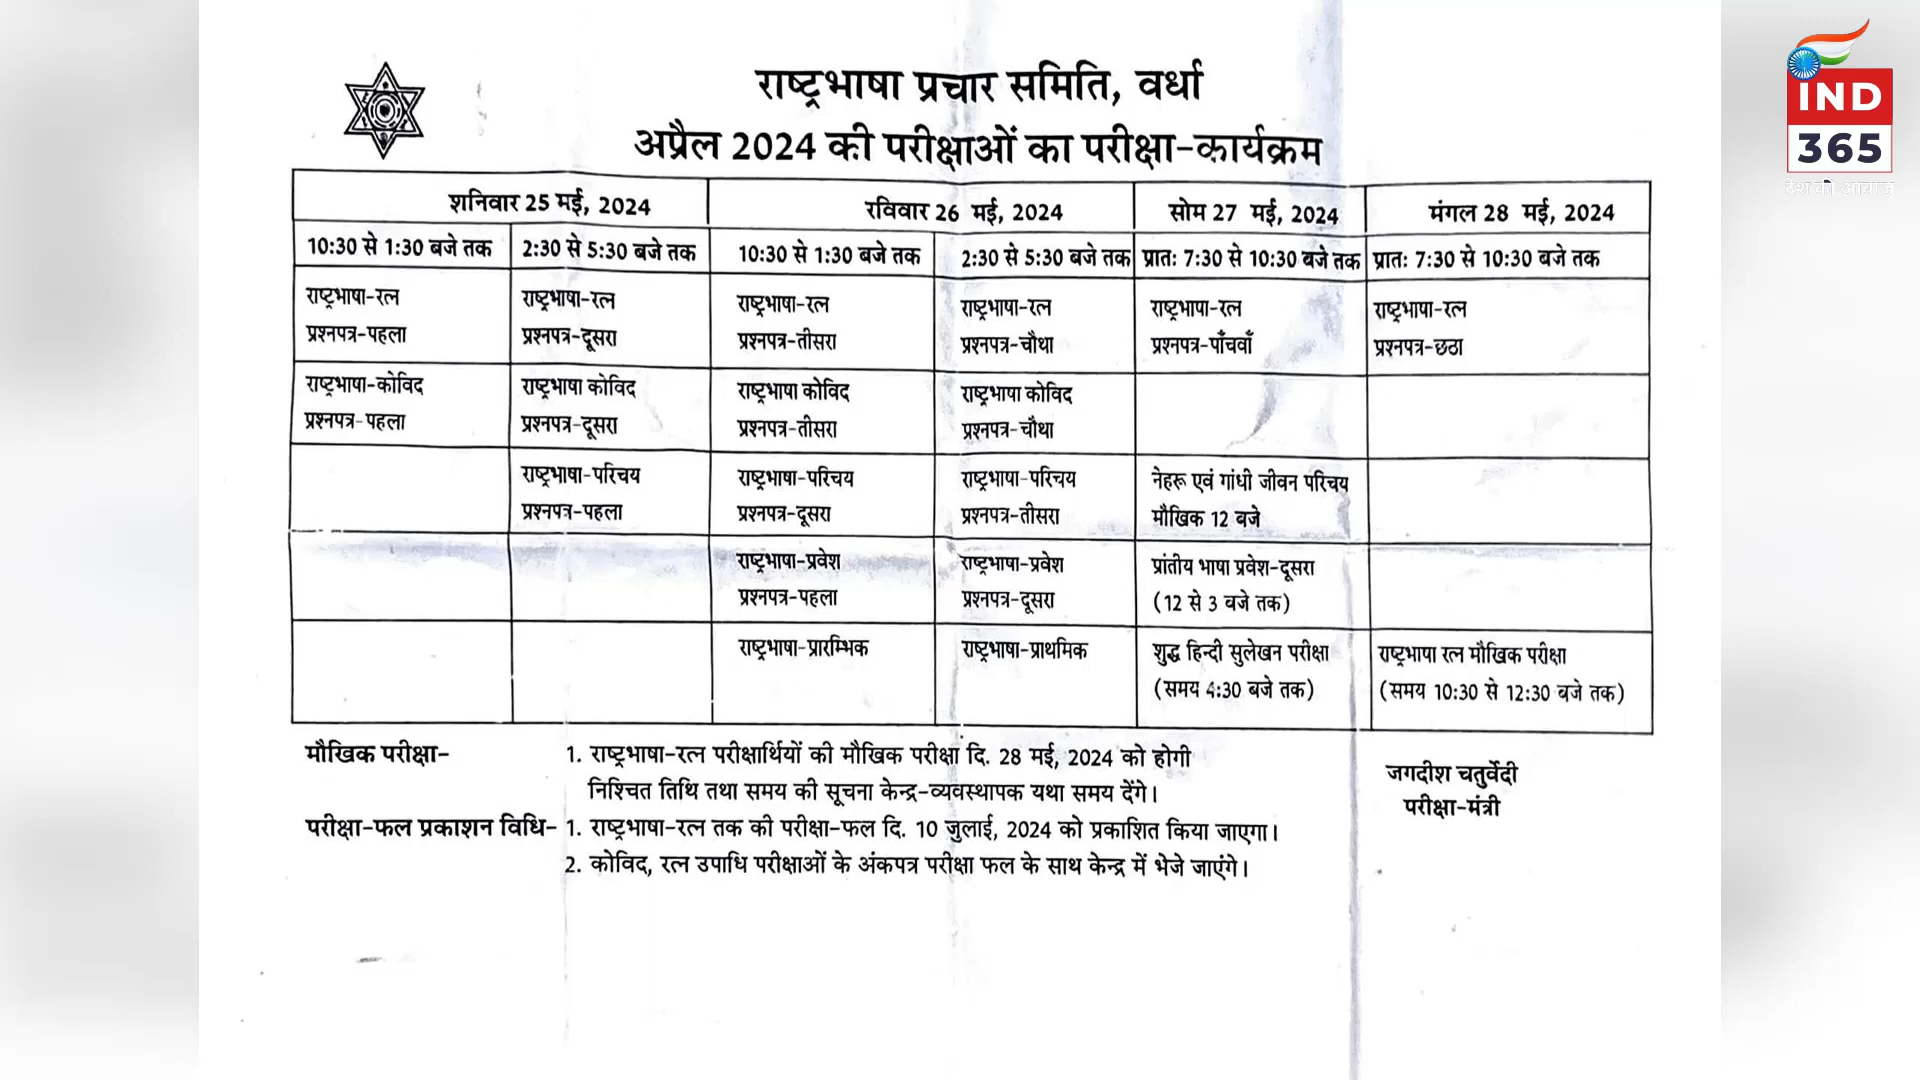 राष्ट्रभाषा प्रचार समिति, वर्धा
अप्रैल 2024 की परीक्षाओं का परीक्षा-कार्यक्रम
IND
365
देश की आवाज
शनिवार 25 मई, 2024
रविवार 26 मई, 2024
सोम 27 मई, 2024
मंगल 28 मई, 2024
10:30 से 1:30 बजे तक
2:30 से 5:30 बजे तक
10:30 से 1:30 बजे तक
2:30 से 5:30 बजे तक
प्रातः 7:30 से 10:30 बजे तक
प्रातः 7:30 से 10:30 बजे तक
राष्ट्रभाषा-रत्न
प्रश्नपत्र-पहला
राष्ट्रभाषा-रत्न
प्रश्नपत्र-दूसरा
राष्ट्रभाषा-रत्न
प्रश्नपत्र-तीसरा
राष्ट्रभाषा-रत्न
प्रश्नपत्र-चौथा
राष्ट्रभाषा-रत्न
प्रश्नपत्र-पाँचवाँ
राष्ट्रभाषा-रत्न
प्रश्नपत्र-छठा
राष्ट्रभाषा-कोविद
प्रश्नपत्र-पहला
राष्ट्रभाषा कोविद
प्रश्नपत्र-दूसरा
राष्ट्रभाषा कोविद
प्रश्नपत्र-तीसरा
राष्ट्रभाषा कोविद
प्रश्नपत्र-चौथा
राष्ट्रभाषा-परिचय
प्रश्नपत्र-पहला
राष्ट्रभाषा-परिचय
प्रश्नपत्र-दूसरा
राष्ट्रभाषा-परिचय
प्रश्नपत्र-तीसरा
नेहरू एवं गांधी जीवन परिचय
मौखिक 12 बजे
राष्ट्रभाषा-प्रवेश
प्रश्नपत्र-पहला
राष्ट्रभाषा-प्रवेश
प्रश्नपत्र-दूसरा
प्रांतीय भाषा प्रवेश-दूसरा
(12 से 3 बजे तक)
राष्ट्रभाषा-प्रारम्भिक
राष्ट्रभाषा-प्राथमिक
शुद्ध हिन्दी सुलेखन परीक्षा
(समय 4:30 बजे तक)
राष्ट्रभाषा रत्न मौखिक परीक्षा
(समय 10:30 से 12:30 बजे तक)
मौखिक परीक्षा- 1. राष्ट्रभाषा-रत्न परीक्षार्थियों की मौखिक परीक्षा दि. 28 मई, 2024 को होगी
निश्चित तिथि तथा समय की सूचना केन्द्र-व्यवस्थापक यथा समय देंगे।
परीक्षा-फल प्रकाशन विधि- 1. राष्ट्रभाषा-रत्न तक की परीक्षा-फल दि. 10 जुलाई, 2024 को प्रकाशित किया जाएगा।
2. कोविद, रत्न उपाधि परीक्षाओं के अंकपत्र परीक्षा फल के साथ केन्द्र में भेजे जाएंगे।
जगदीश चतुर्वेदी
परीक्षा-मंत्री